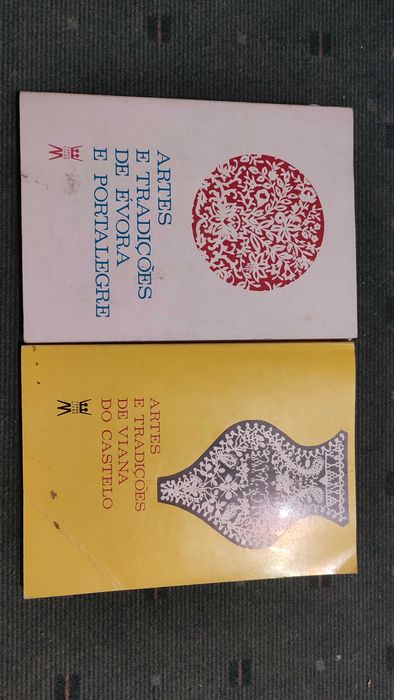 ARTES
E TRADIÇÕES
DE ÉVORA
E PORTALEGRE
ARTES
E TRADIÇÕES
DE VIANA
DO CASTELO